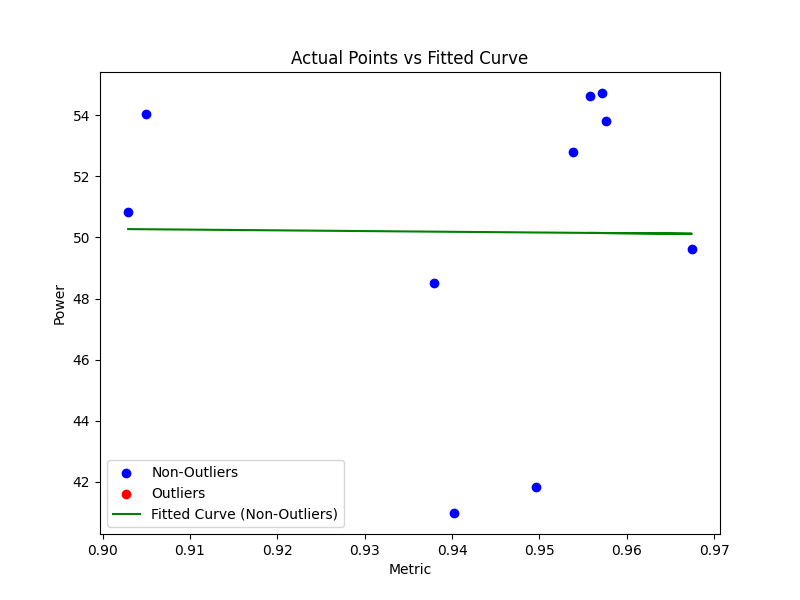 Actual Points vs Fitted Curve
Power
54
52
50
48
46
44
42
Non-Outliers
Outliers
Fitted Curve (Non-Outliers)
0.90 0.91 0.92 0.93 0.94 0.95 0.96 0.97
Metric